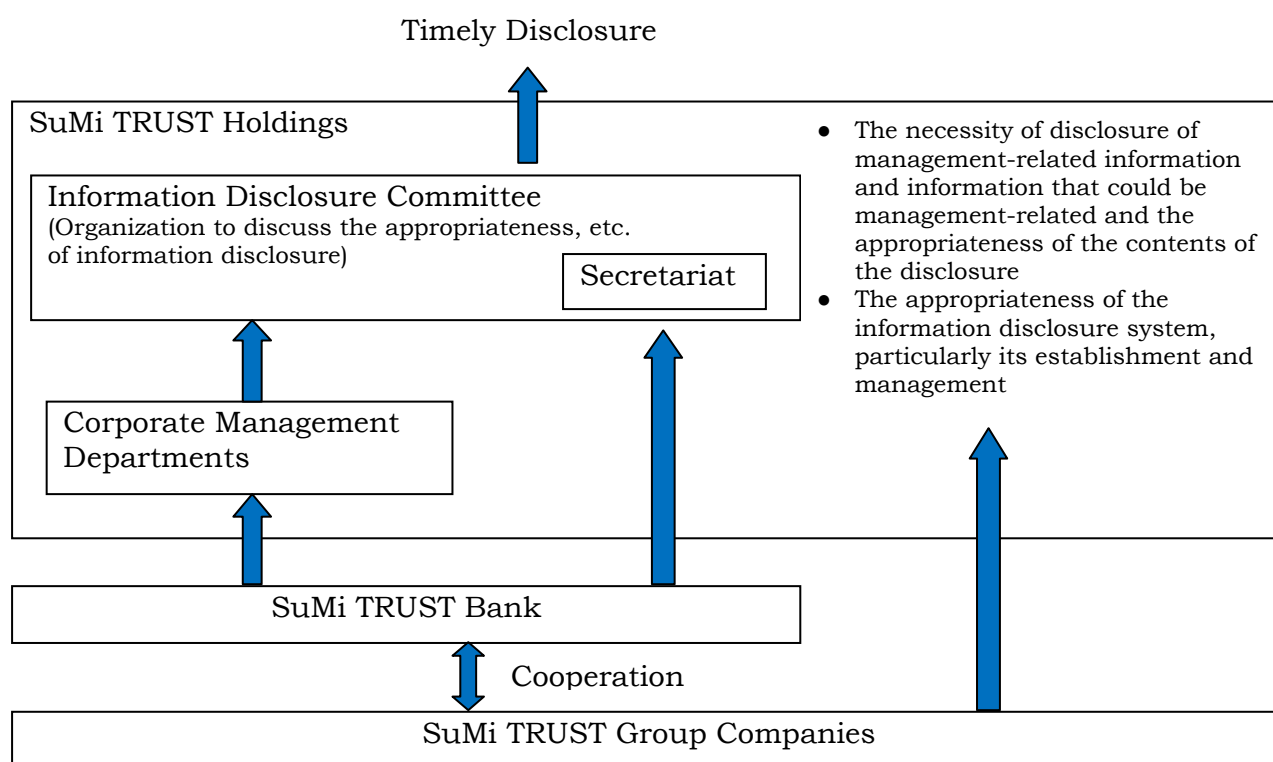 Timely Disclosure
SuMi TRUST Holdings
Information Disclosure Committee
(Organization to discuss the appropriateness, etc.
of information disclosure)
Secretariat
Corporate Management
Departments
● The necessity of disclosure of
management-related information
and information that could be
management-related and the
appropriateness of the contents of
the disclosure
● The appropriateness of the
information disclosure system,
particularly its establishment and
management
SuMi TRUST Bank
Cooperation
SuMi TRUST Group Companies